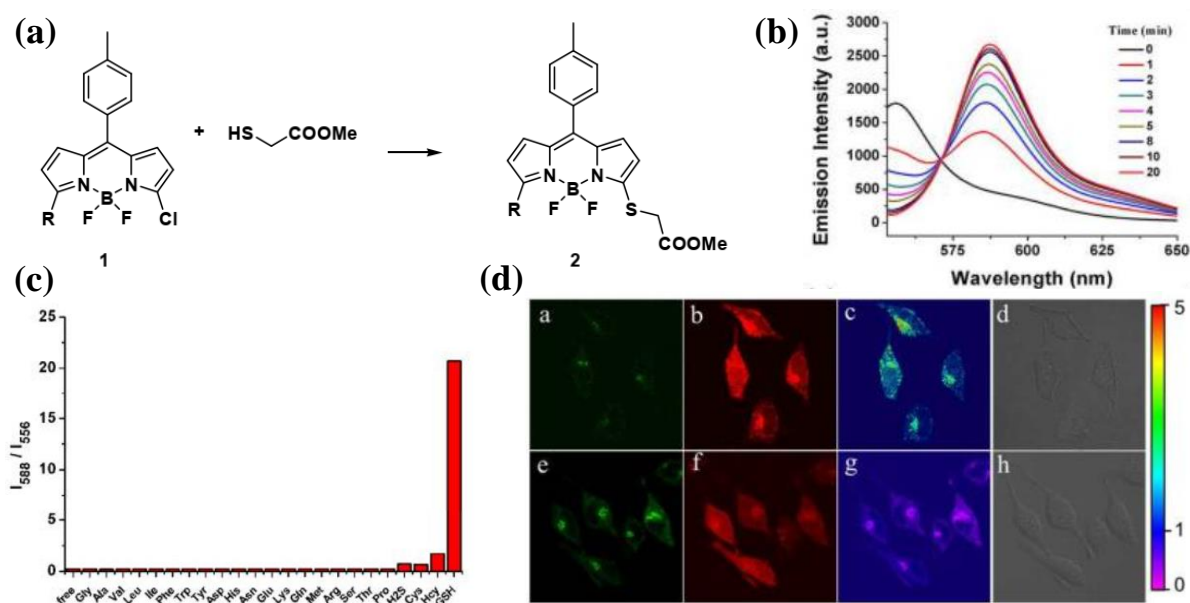 (a)
HS
COOMe
+
N
N
B
R
F
F
Cl
1
N
N
B
R
F
F
S
COOMe
2
(b)
Emission Intensity (a.u.)
3000
2500
2000
1500
1000
500
0
575
600
625
650
Wavelength (nm)
Time (min)
0
1
2
3
4
5
8
10
20
(c)
I588 / I556
25
20
15
10
5
0
free Gly Ala Val Leu Ile Phe Trp Tyr Asp His Asn Glu Lys Gln Met Arg Ser Thr Pro H2S Cys Hcy GSH
(d)
a b c d
e f g h
5
1
0